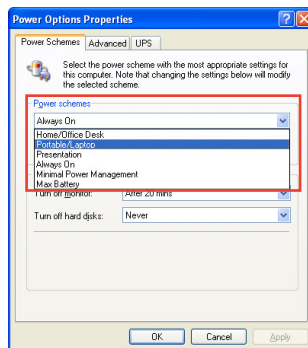 Power Options Properties
Power Schemes Advanced UPS
Select the power scheme with the most appropriate settings for
this computer. Note that changing the settings below will modify
the selected scheme.
Power schemes
Always On
Home/Office Desk
Portable/Laptop
Presentation
Always On
Minimal Power Management
Max Battery
Turn off monitor: After 20 mins
Turn off hard disks: Never
OK Cancel Apply